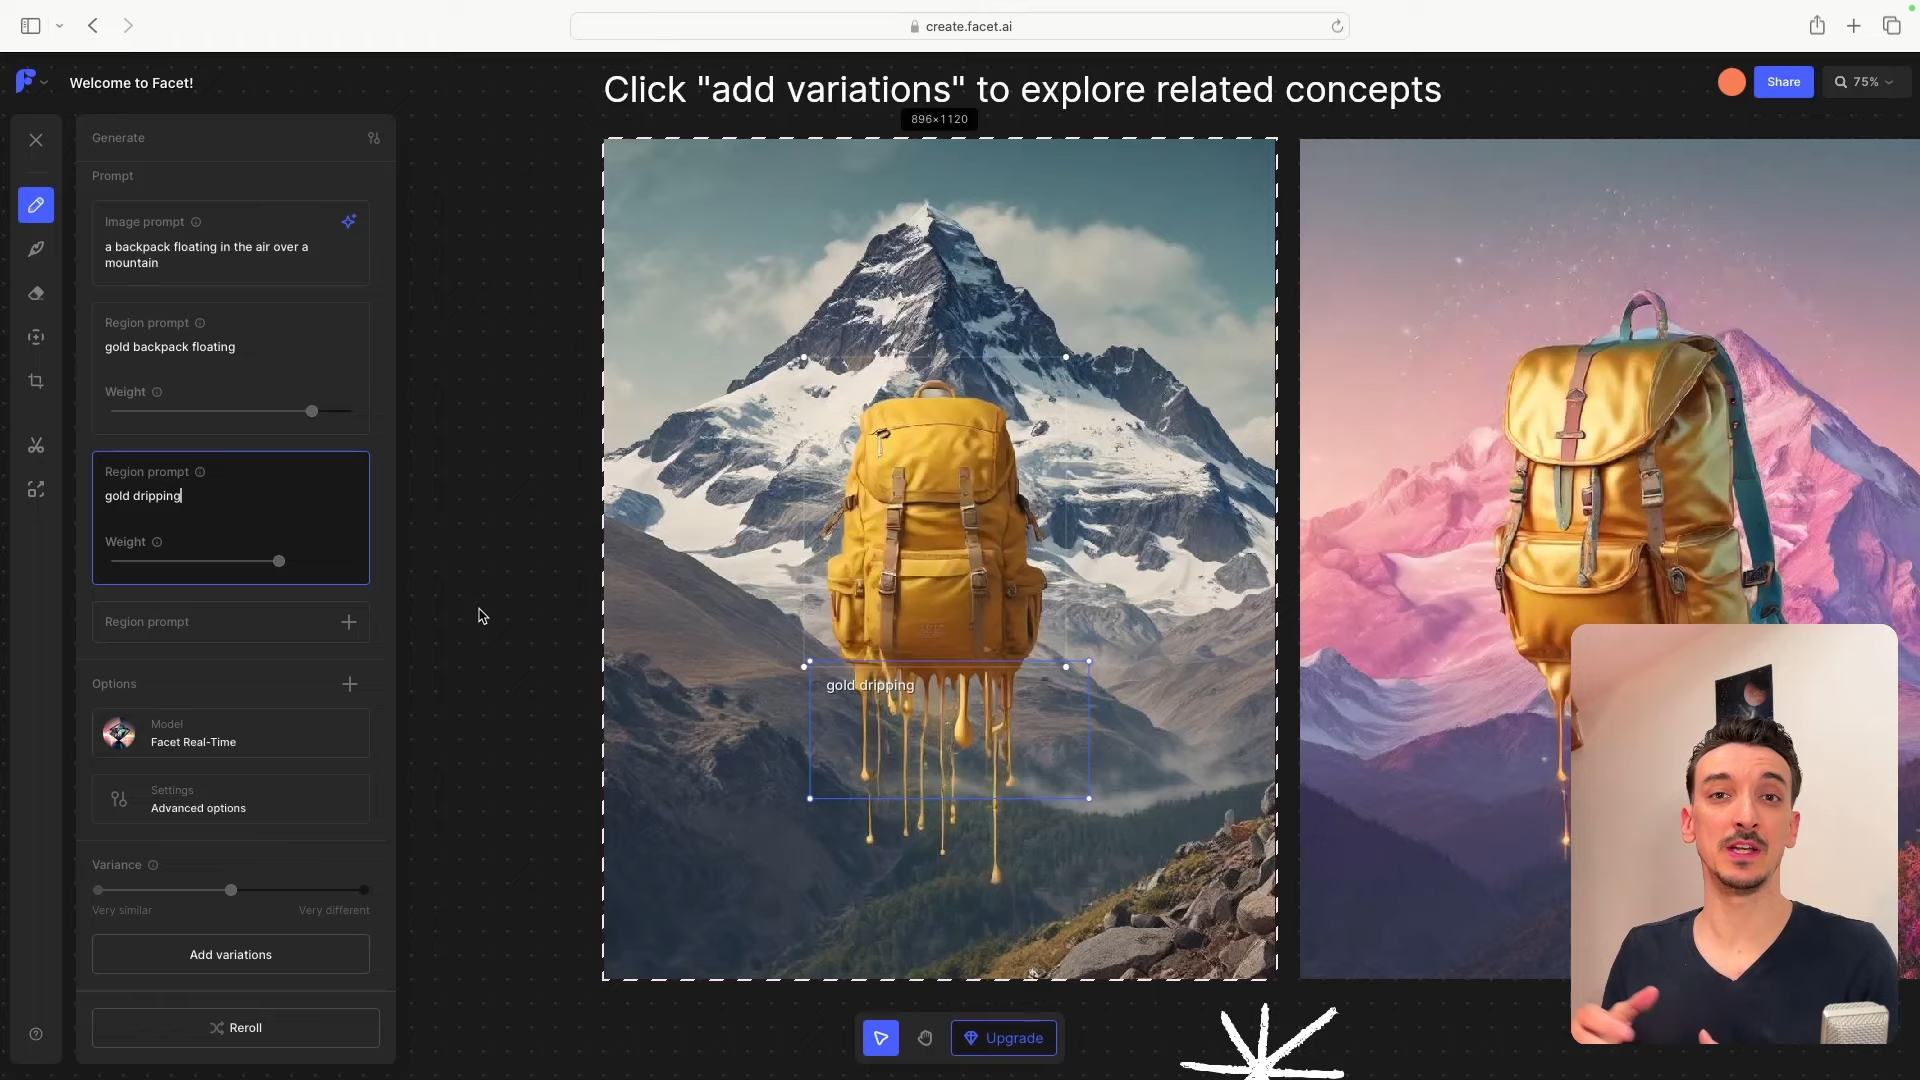 create.facet.ai
Welcome to Facet!
Click "add variations" to explore related concepts
Share
75%
896×1120
Generate
Prompt
Image prompt
a backpack floating in the air over a
mountain
Region prompt
gold backpack floating
Weight
Region prompt
gold dripping
Weight
Region prompt
Options
Model
Facet Real-Time
Settings
Advanced options
Variance
Very similar
Very different
Add variations
Reroll
gold dripping
Upgrade